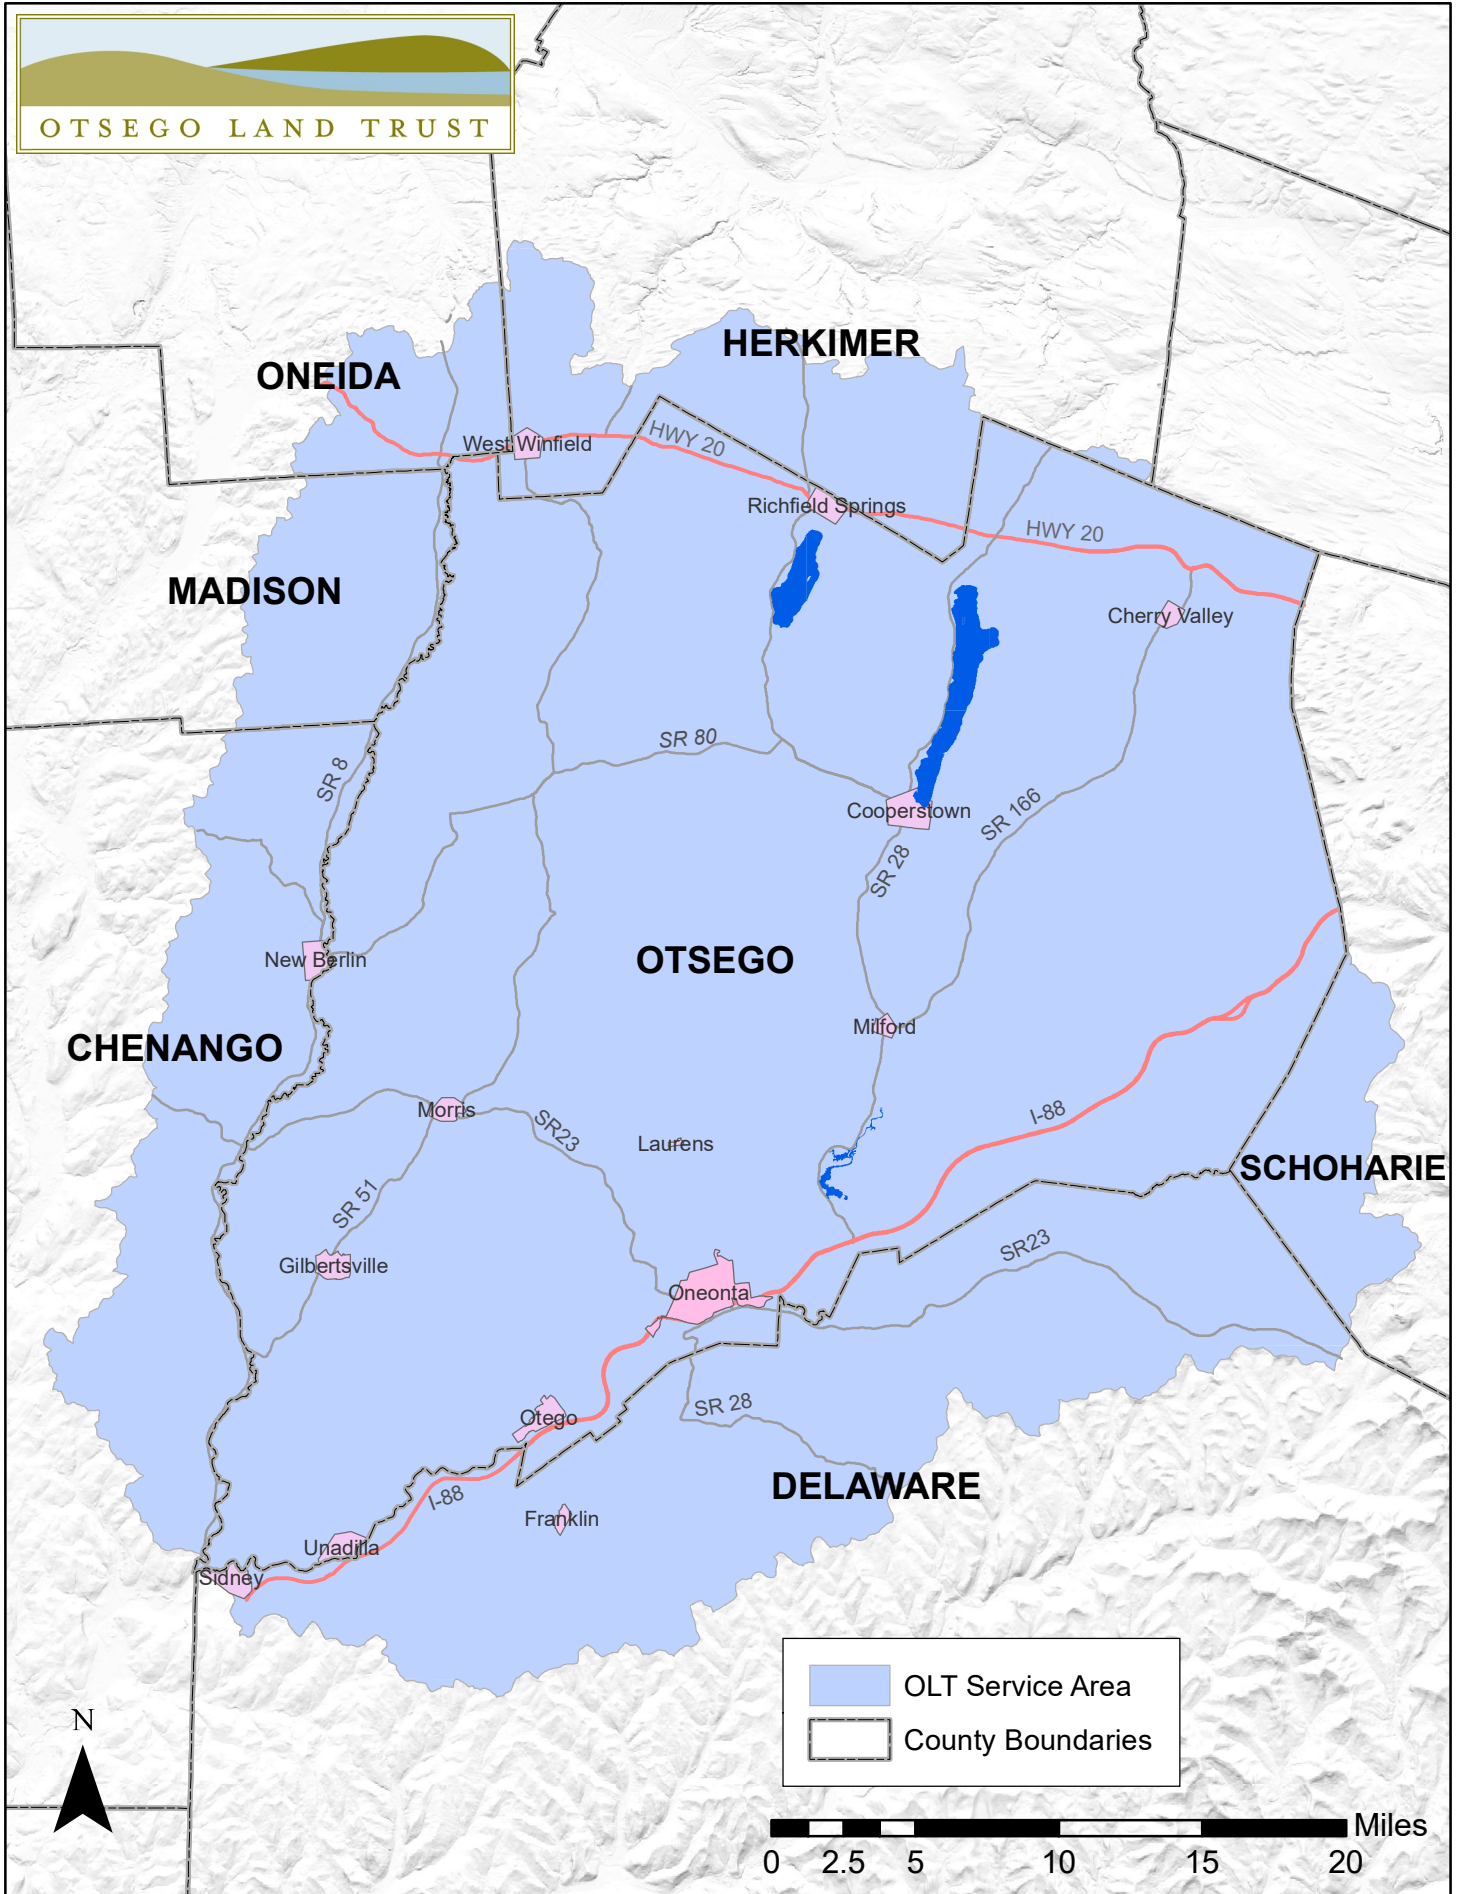 OTSEGO LAND TRUST
HERKIMER
ONEIDA
West Winfield
HWY 20
Richfield Springs
HWY 20
MADISON
Cherry Valley
SR 80
SR 8
Cooperstown
SR 166
SR 28
New Berlin
OTSEGO
Milford
CHENANGO
Morris
SR23
Laurens
I-88
SCHOHARIE
SR 51
Gilbertsville
SR23
Oneonta
SR 28
Otego
DELAWARE
I-88
Franklin
Unadilla
Sidney
OLT Service Area
County Boundaries
N
Miles
0 2.5 5 10 15 20